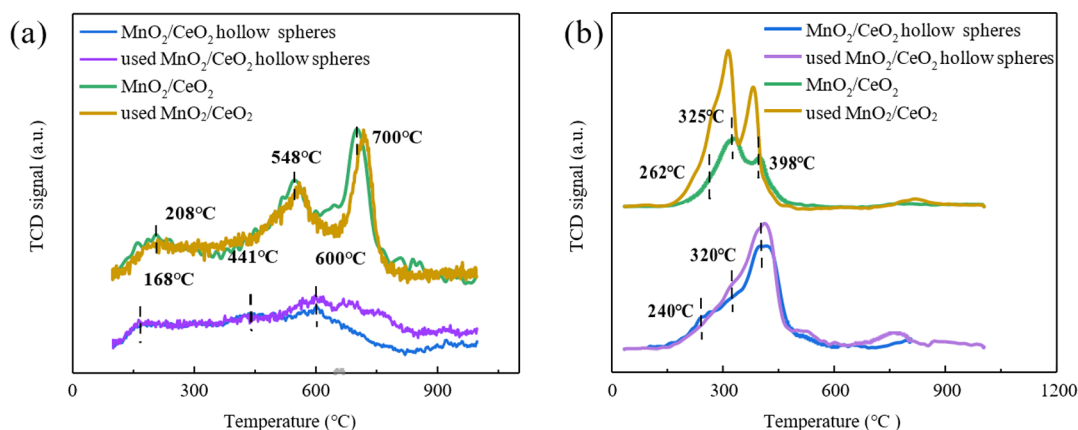 (a)
MnO2/CeO2 hollow spheres
used MnO2/CeO2 hollow spheres
MnO2/CeO2
used MnO2/CeO2
700℃
548℃
208℃
168℃
441℃
600℃
TCD signal (a.u.)
0
300
600
900
Temperature (℃)
(b)
MnO2/CeO2 hollow spheres
used MnO2/CeO2 hollow spheres
MnO2/CeO2
used MnO2/CeO2
325℃
262℃
398℃
320℃
240℃
TCD signal (a.u.)
0
300
600
900
1200
Temperature (℃ )